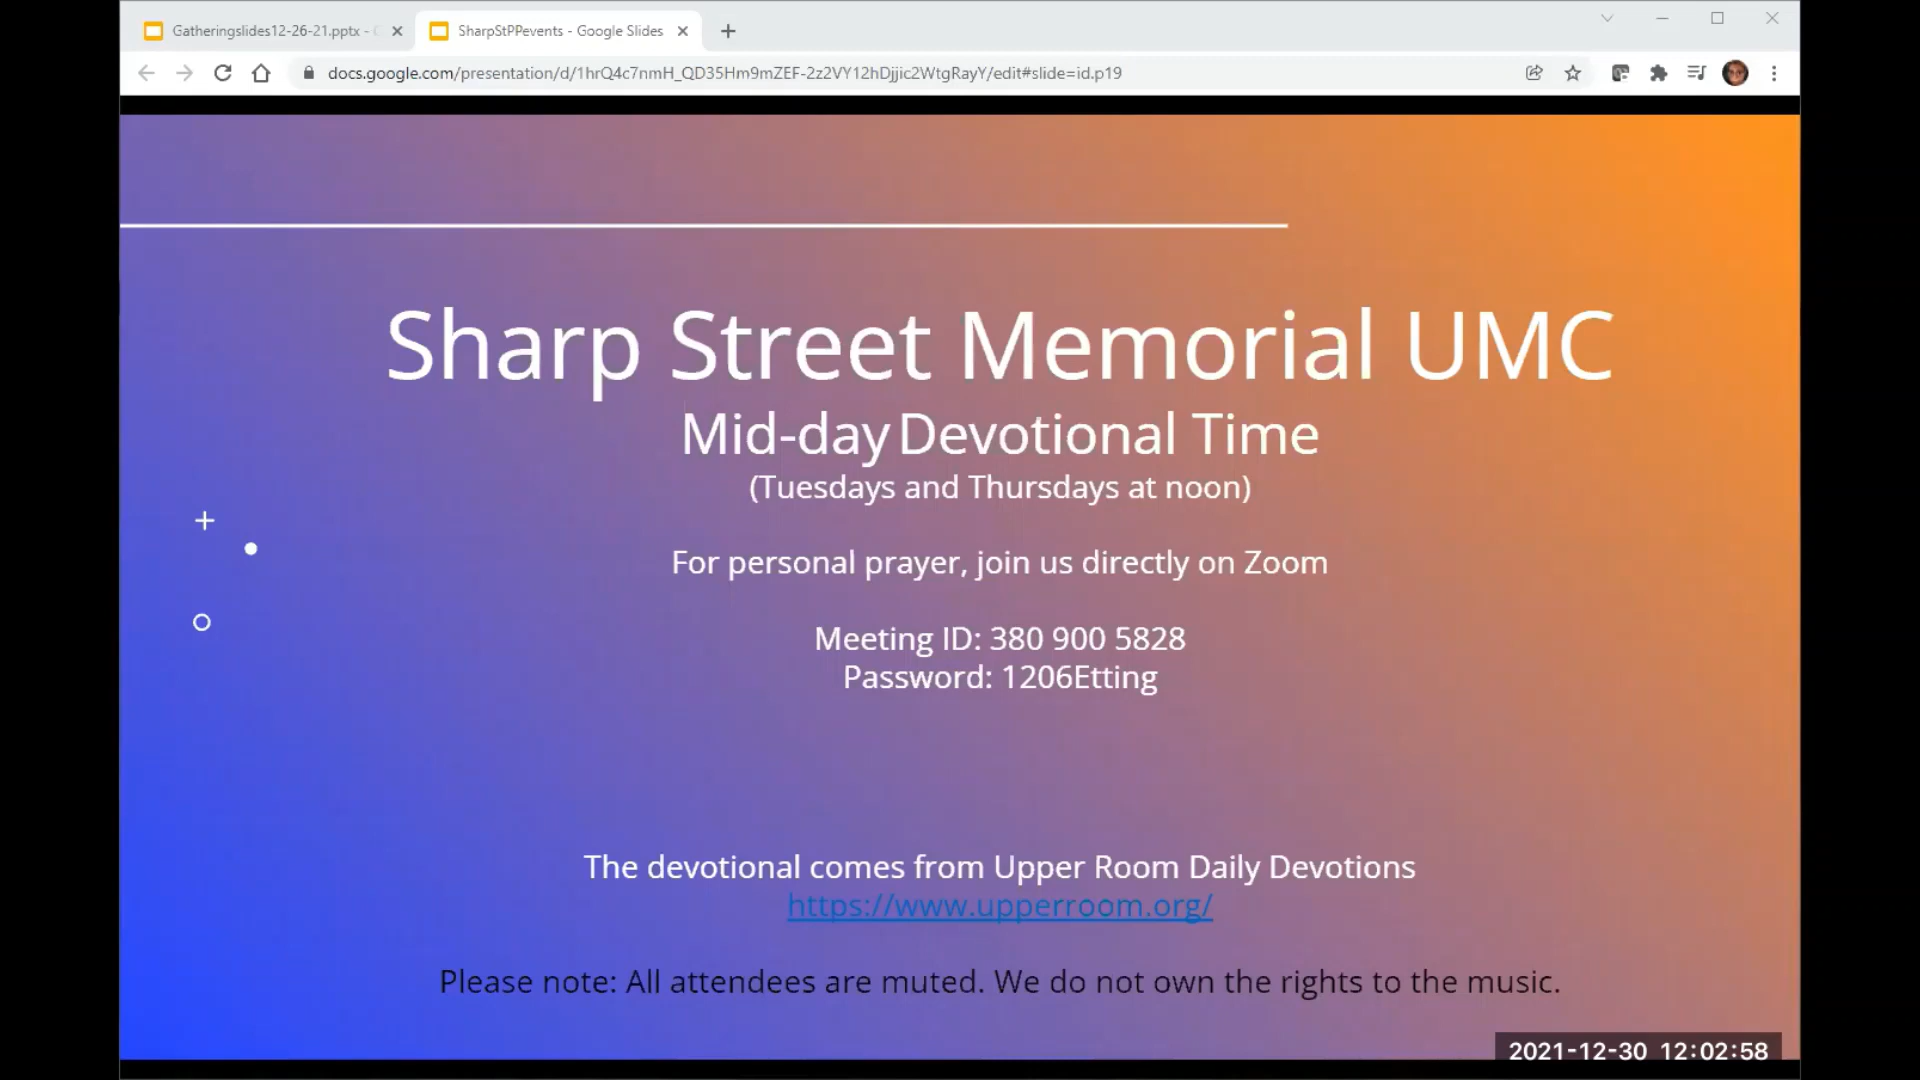 Gatheringslides12-26-21.pptx -
SharpStPPevents - Google Slides
docs.google.com/presentation/d/1hrQ4c7nmH_QD35Hm9mZEF-2z2VY12hDjjic2WtgRayY/edit#slide=id.p19
Sharp Street Memorial UMC
Mid-day Devotional Time
(Tuesdays and Thursdays at noon)
For personal prayer, join us directly on Zoom
Meeting ID: 380 900 5828
Password: 1206Etting
The devotional comes from Upper Room Daily Devotions
https://www.upperroom.org/
Please note: All attendees are muted. We do not own the rights to the music.
2021-12-30 12:02:58